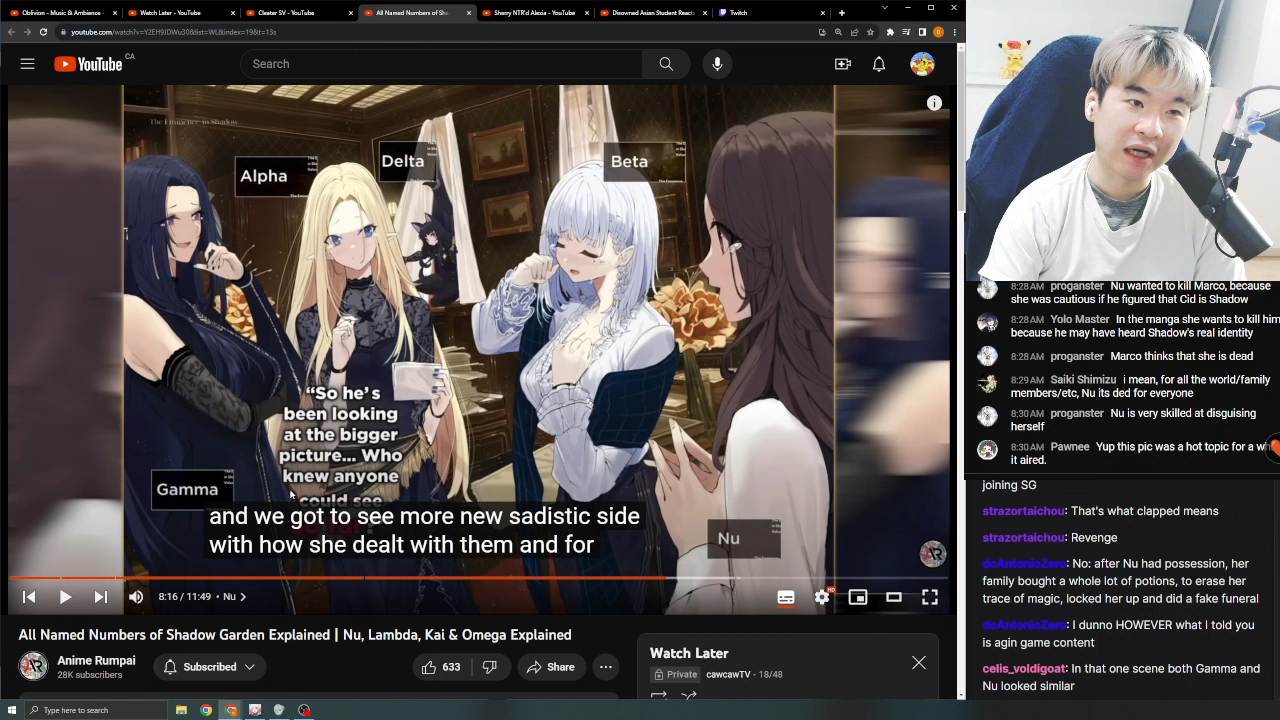 Oblivion - Music & Ambience -
Watch Later - YouTube
Cleater SV - YouTube
All Named Numbers of Sh
Sherry NTR'd Alexia - YouTube
Disowned Asian Student React
Twitch
youtube.com/watch?v=Y2EH9JDWu30&list=WL&index=19&t=13s
YouTube CA
Search
The Eminence in Shadow
Alpha
Delta
Beta
Gamma
Nu
"So he's
been looking
at the bigger
picture... Who
knew anyone
could see
and we got to see more new sadistic side
with how she dealt with them and for
8:16 / 11:49 • Nu
HD
All Named Numbers of Shadow Garden Explained | Nu, Lambda, Kai & Omega Explained
Anime Rumpai
28K subscribers
Subscribed
633
Share
Watch Later
Private cawcawTV - 18/48
Type here to search
8:28 AM proganster Nu wanted to kill Marco, because
she was cautious if he figured that Cid is Shadow
8:28 AM Yolo Master In the manga she wants to kill him
because he may have heard Shadow's real identity
8:28 AM proganster Marco thinks that she is dead
8:29 AM Saiki Shimizu i mean, for all the world/family
members/etc, Nu its ded for everyone
8:30 AM proganster Nu is very skilled at disguising
herself
8:30 AM Pawnee Yup this pic was a hot topic for a wh
it aired.
joining SG
strazortaichou: That's what clapped means
strazortaichou: Revenge
dcAntonioZero: No: after Nu had possession, her
family bought a whole lot of potions, to erase her
trace of magic, locked her up and did a fake funeral
dcAntonioZero: I dunno HOWEVER what I told you
is agin game content
celis_voldigoat: In that one scene both Gamma and
Nu looked similar